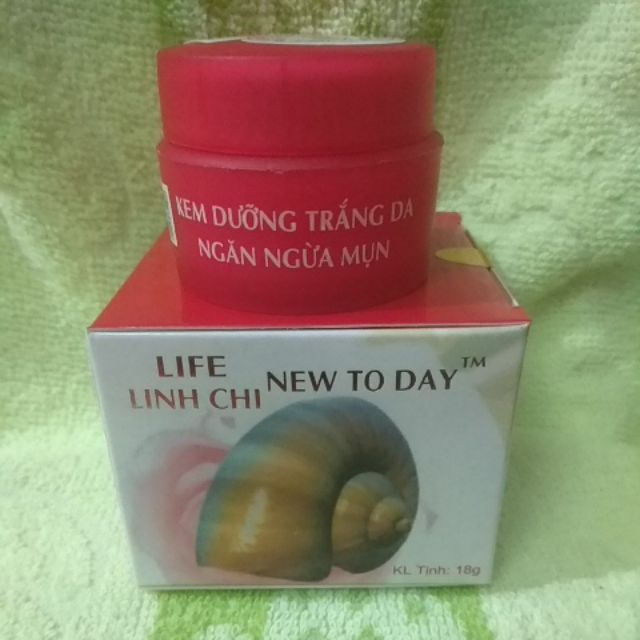 KEM DƯỠNG TRẮNG DA
NGĂN NGỪA MỤN
LIFE
LINH CHI
NEW TO DAY™
KL Tịnh: 18g